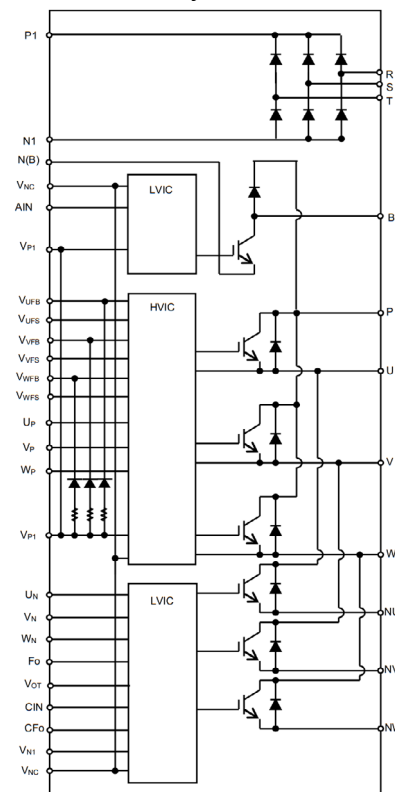 P1
R
S
T
N1
N(B)
VNC
LVIC
AIN
B
VP1
VUFB
HVIC
P
VUFS
VVFB
VVFS
U
VWFB
VWFS
UP
VP
V
WP
VP1
W
UN
LVIC
NU
VN
WN
Fo
NV
VOT
CIN
CFo
NW
VN1
VNC